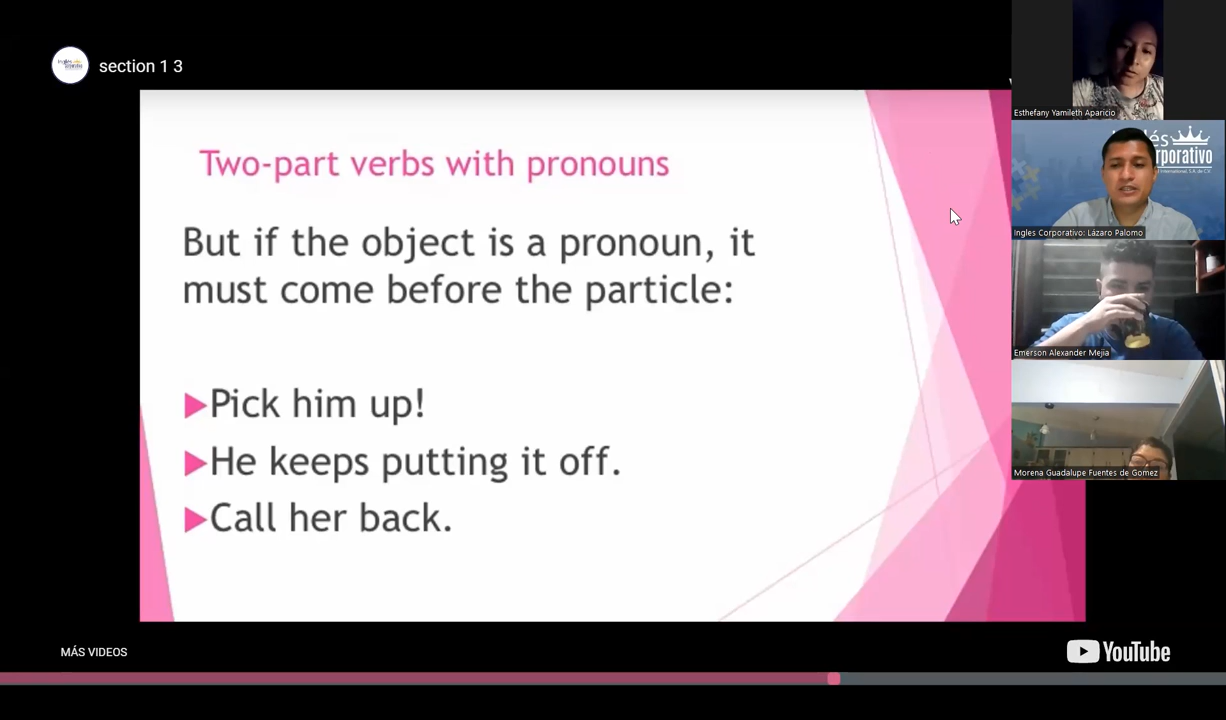 section 1 3
Two-part verbs with pronouns
But if the object is a pronoun, it
must come before the particle:
Pick him up!
He keeps putting it off.
Call her back.
MÁS VIDEOS
YouTube
Esthefany Yamileth Aparicio
Ingles Corporativo: Lázaro Palomo
Emerson Alexander Mejia
Morena Guadalupe Fuentes de Gomez